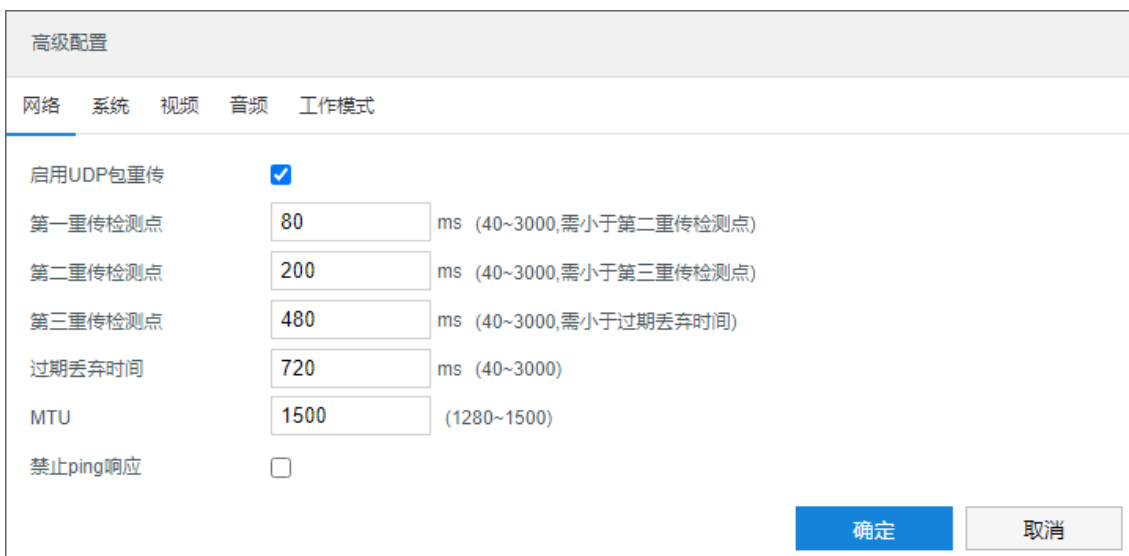 高级配置
网络 系统 视频 音频 工作模式
启用UDP包重传
第一重传检测点 80 ms (40~3000,需小于第二重传检测点)
第二重传检测点 200 ms (40~3000,需小于第三重传检测点)
第三重传检测点 480 ms (40~3000,需小于过期丢弃时间)
过期丢弃时间 720 ms (40~3000)
MTU 1500 (1280~1500)
禁止ping响应
确定 取消